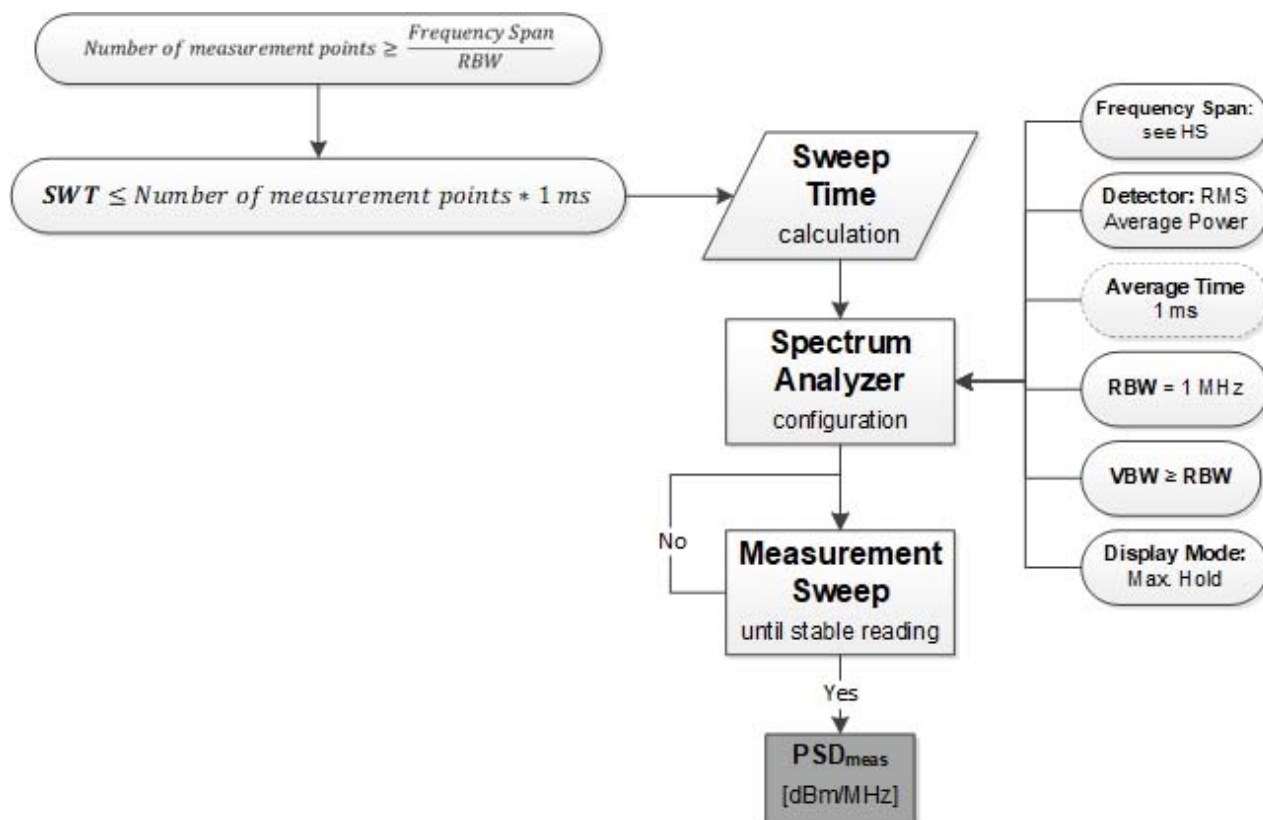 Number of measurement points ≥ Frequency Span / RBW
SWT ≤ Number of measurement points * 1 ms
Sweep
Time
calculation
Spectrum
Analyzer
configuration
Frequency Span:
see HS
Detector: RMS
Average Power
Average Time
1 ms
RBW = 1 MHz
VBW ≥ RBW
Display Mode:
Max. Hold
No
Measurement
Sweep
until stable reading
Yes
PSDmeas
[dBm/MHz]